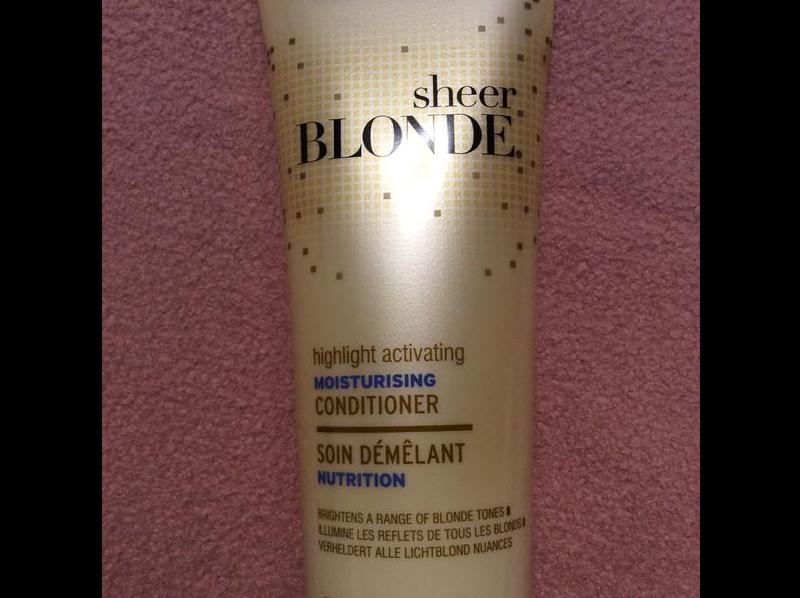 sheer
BLONDE®
highlight activating
MOISTURISING
CONDITIONER
SOIN DÉMÊLANT
NUTRITION
BRIGHTENS A RANGE OF BLONDE TONES
ILLUMINE LES REFLETS DE TOUS LES BLONDS
VERHELDERT ALLE LICHTBLOND NUANCES